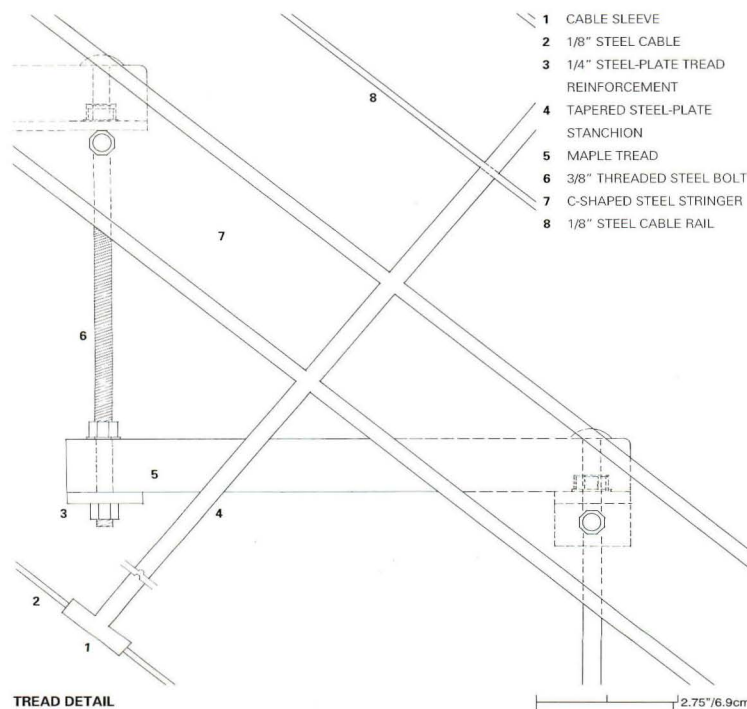 1 CABLE SLEEVE
2 1/8" STEEL CABLE
3 1/4" STEEL-PLATE TREAD
REINFORCEMENT
4 TAPERED STEEL-PLATE
STANCHION
5 MAPLE TREAD
6 3/8" THREADED STEEL BOLT
7 C-SHAPED STEEL STRINGER
8 1/8" STEEL CABLE RAIL
8
7
6
5
3
4
2
1
TREAD DETAIL
2.75"/6.9cm